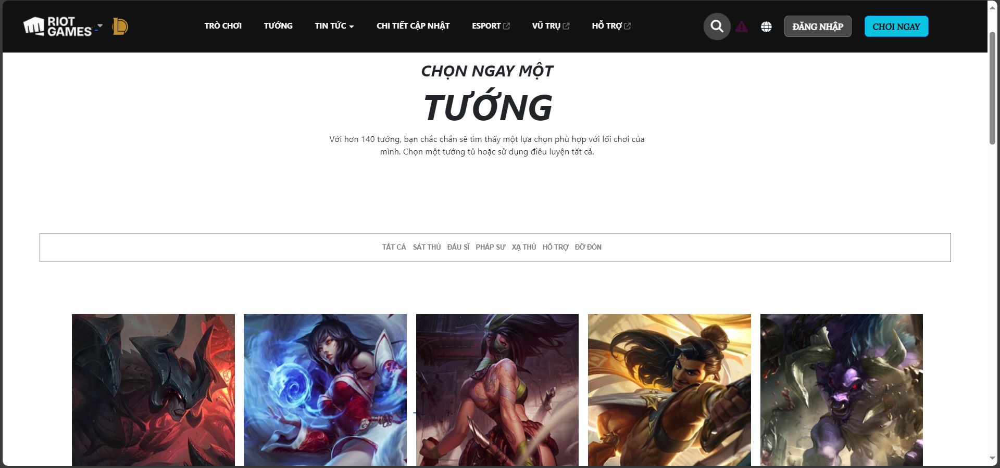 RIOT
GAMES
TRÒ CHƠI
TƯỚNG
TIN TỨC
CHI TIẾT CẬP NHẬT
ESPORT
VŨ TRỤ
HỖ TRỢ
ĐĂNG NHẬP
CHƠI NGAY
CHỌN NGAY MỘT
TƯỚNG
Với hơn 140 tướng, bạn chắc chắn sẽ tìm thấy một lựa chọn phù hợp với lối chơi của
mình. Chọn một tướng tủ hoặc sử dụng điêu luyện tất cả.
TẤT CẢ SÁT THỦ ĐẤU SĨ PHÁP SƯ XẠ THỦ HỖ TRỢ ĐỠ ĐÒN